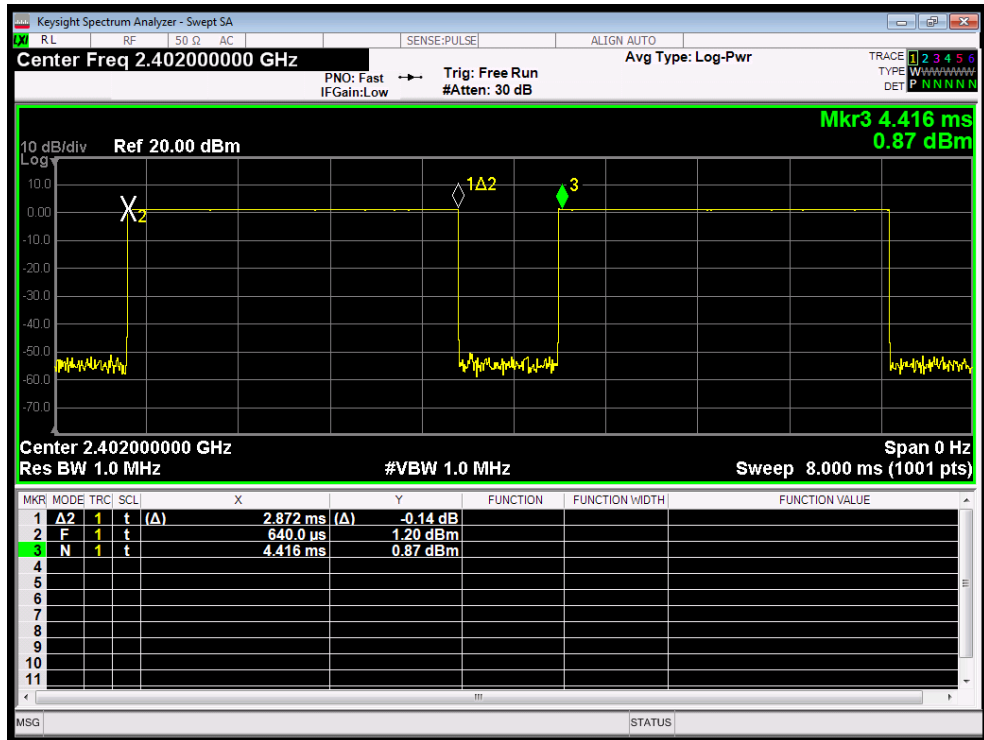 Keysight Spectrum Analyzer - Swept SA
LXI RL RF 50 Ω AC SENSE:PULSE ALIGN AUTO
Center Freq 2.402000000 GHz Avg Type: Log-Pwr TRACE 1 2 3 4 5 6
PNO: Fast Trig: Free Run TYPE WWWWWW
IFGain:Low #Atten: 30 dB DET P N N N N N
Mkr3 4.416 ms
10 dB/div Ref 20.00 dBm 0.87 dBm
Log
10.0
1Δ2 3
0.00
X2
-10.0
-20.0
-30.0
-40.0
-50.0
-60.0
-70.0
Center 2.402000000 GHz Span 0 Hz
Res BW 1.0 MHz #VBW 1.0 MHz Sweep 8.000 ms (1001 pts)
MKR MODE TRC SCL X Y FUNCTION FUNCTION WIDTH FUNCTION VALUE
1 Δ2 1 t (Δ) 2.872 ms (Δ) -0.14 dB
2 F 1 t 640.0 µs 1.20 dBm
3 N 1 t 4.416 ms 0.87 dBm
4
5
6
7
8
9
10
11
MSG STATUS